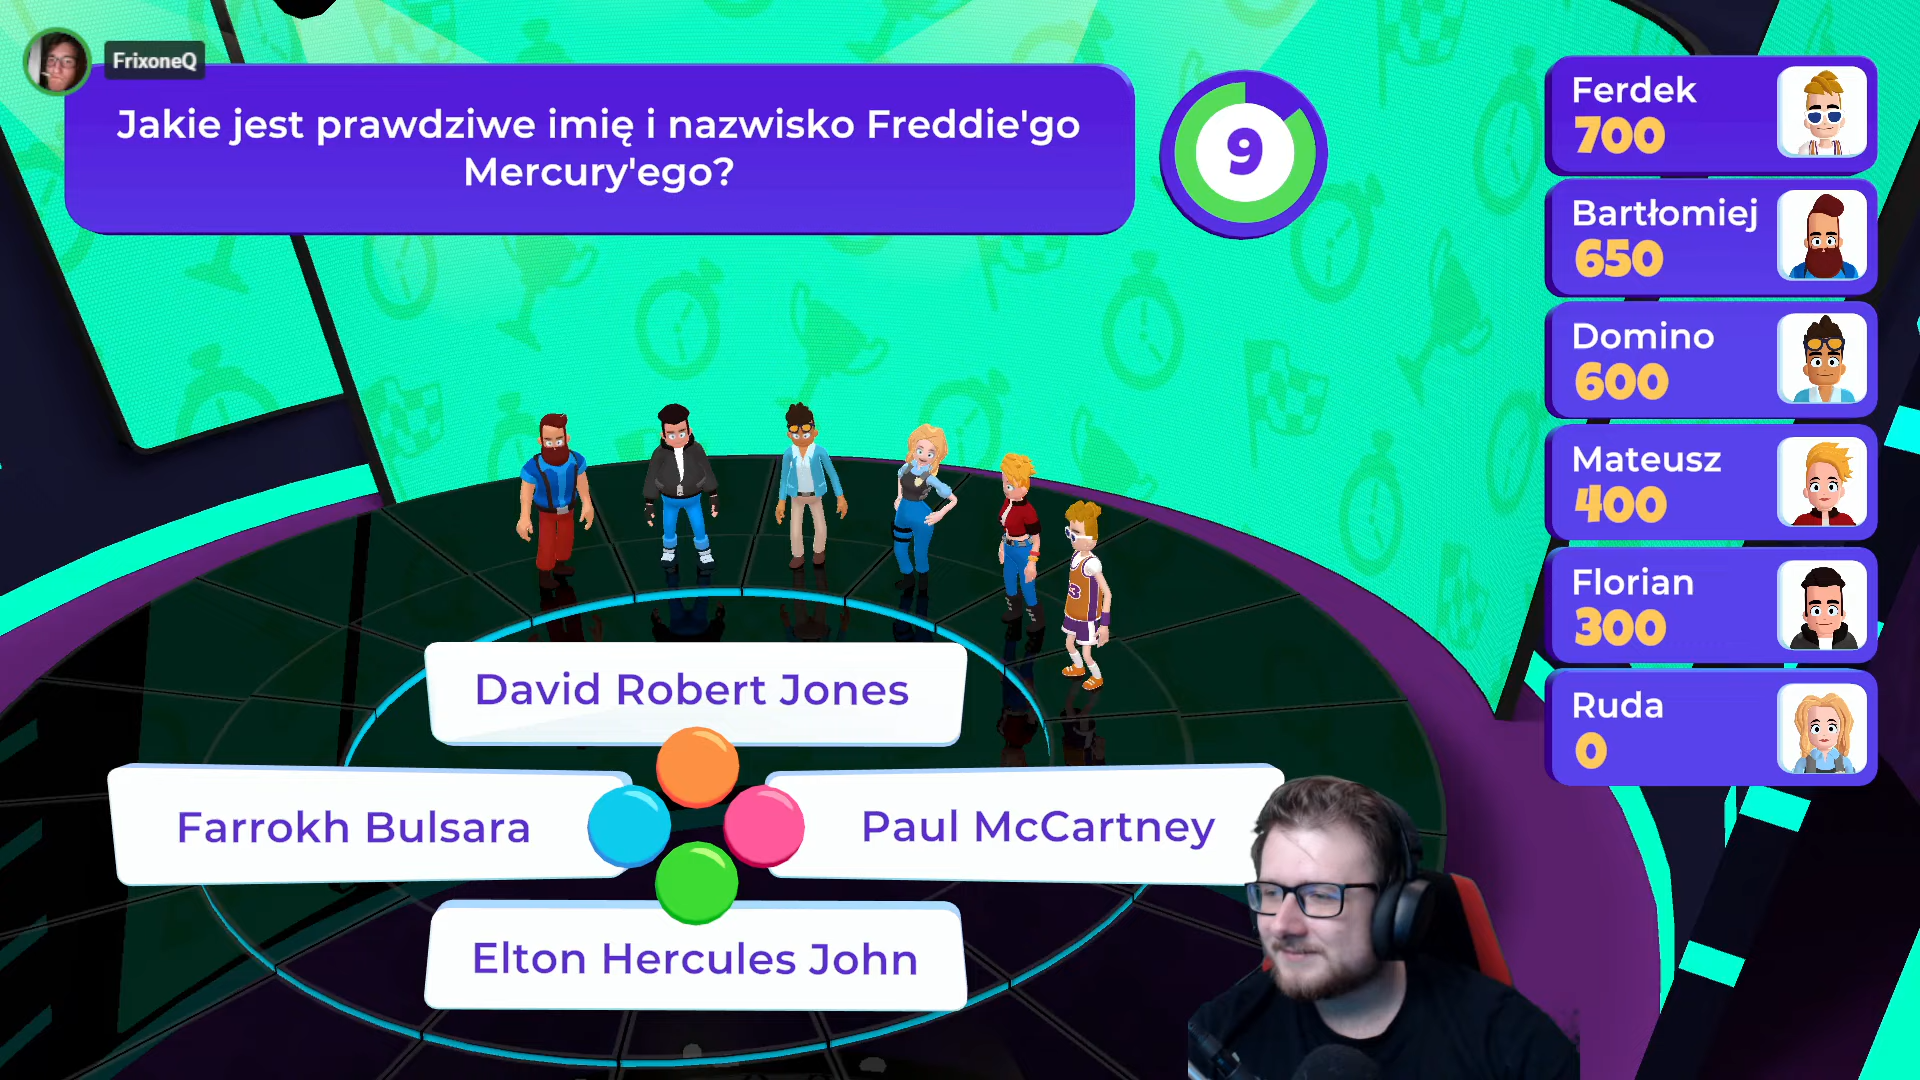 FrixoneQ
Jakie jest prawdziwe imię i nazwisko Freddie'go
Mercury'ego?
9
Ferdek
700
Bartłomiej
650
Domino
600
Mateusz
400
Florian
300
Ruda
0
David Robert Jones
Farrokh Bulsara
Paul McCartney
Elton Hercules John